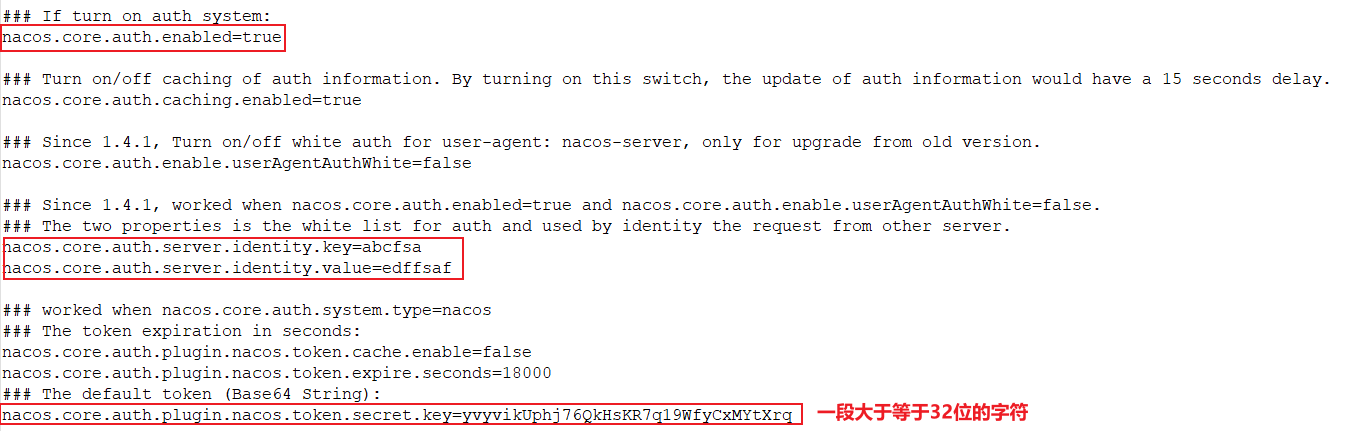 ### If turn on auth system:
nacos.core.auth.enabled=true
### Turn on/off caching of auth information. By turning on this switch, the update of auth information would have a 15 seconds delay.
nacos.core.auth.caching.enabled=true
### Since 1.4.1, Turn on/off white auth for user-agent: nacos-server, only for upgrade from old version.
nacos.core.auth.enable.userAgentAuthWhite=false
### Since 1.4.1, worked when nacos.core.auth.enabled=true and nacos.core.auth.enable.userAgentAuthWhite=false.
### The two properties is the white list for auth and used by identity the request from other server.
nacos.core.auth.server.identity.key=abcfsa
nacos.core.auth.server.identity.value=edffsaf
### worked when nacos.core.auth.system.type=nacos
### The token expiration in seconds:
nacos.core.auth.plugin.nacos.token.cache.enable=false
nacos.core.auth.plugin.nacos.token.expire.seconds=18000
### The default token (Base64 String):
nacos.core.auth.plugin.nacos.token.secret.key=yvyvikUphj76QkHsKR7q19WfyCxMYtXrq 一段大于等于32位的字符